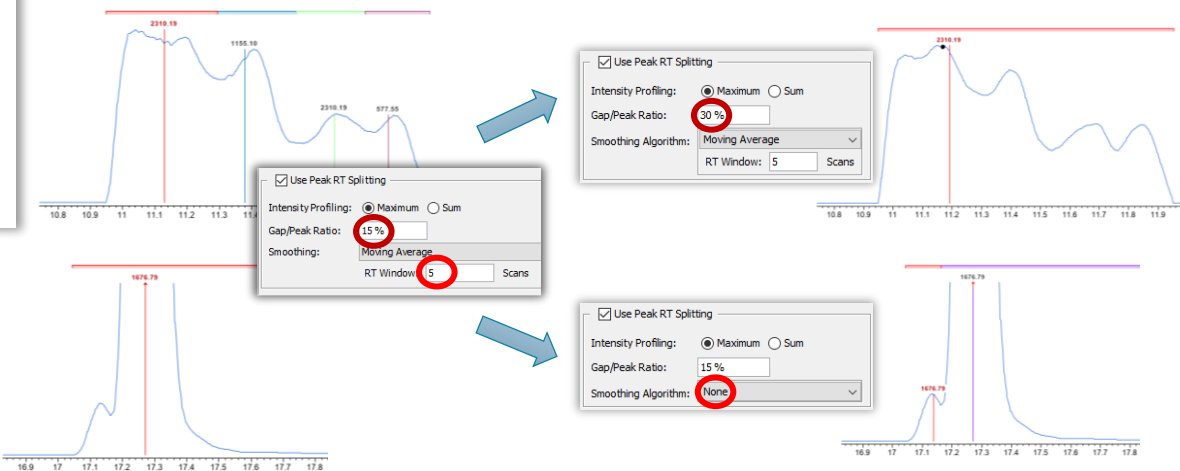 2310.19
1155.10
2310.19
577.55
10.8 10.9 11 11.1 11.2 11.3
Use Peak RT Splitting
Intensity Profiling: Maximum Sum
Gap/Peak Ratio: 15 %
Smoothing: Moving Average
RT Window: 5 Scans
Use Peak RT Splitting
Intensity Profiling: Maximum Sum
Gap/Peak Ratio: 30 %
Smoothing Algorithm: Moving Average
RT Window: 5 Scans
2310.19
10.8 10.9 11 11.1 11.2 11.3 11.4 11.5 11.6 11.7 11.8 11.9
1676.79
16.9 17 17.1 17.2 17.3 17.4 17.5 17.6 17.7 17.8
Use Peak RT Splitting
Intensity Profiling: Maximum Sum
Gap/Peak Ratio: 15 %
Smoothing Algorithm: None
1676.79
1676.79
16.9 17 17.1 17.2 17.3 17.4 17.5 17.6 17.7 17.8